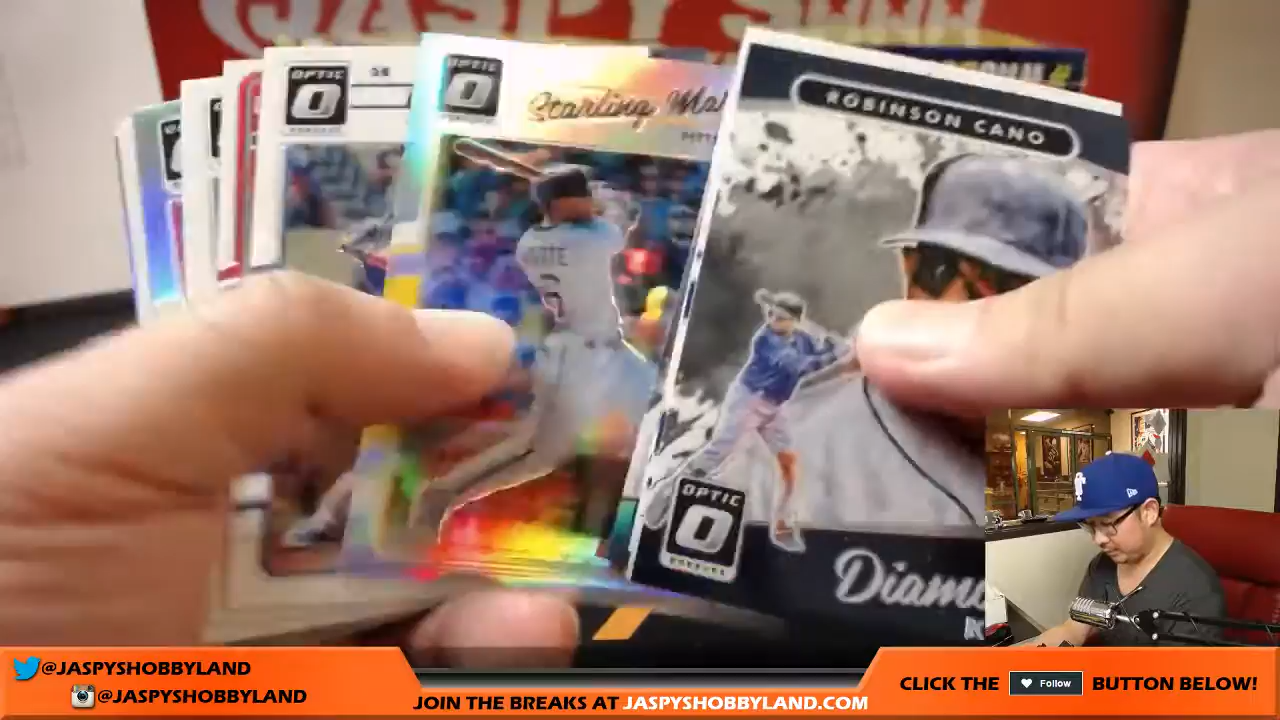 OPTIC
OPTIC
Starling
ROBINSON CANO
OPTIC
Diam
@JASPYSHOBBYLAND
@JASPYSHOBBYLAND
JOIN THE BREAKS AT JASPYSHOBBYLAND.COM
CLICK THE Follow BUTTON BELOW!